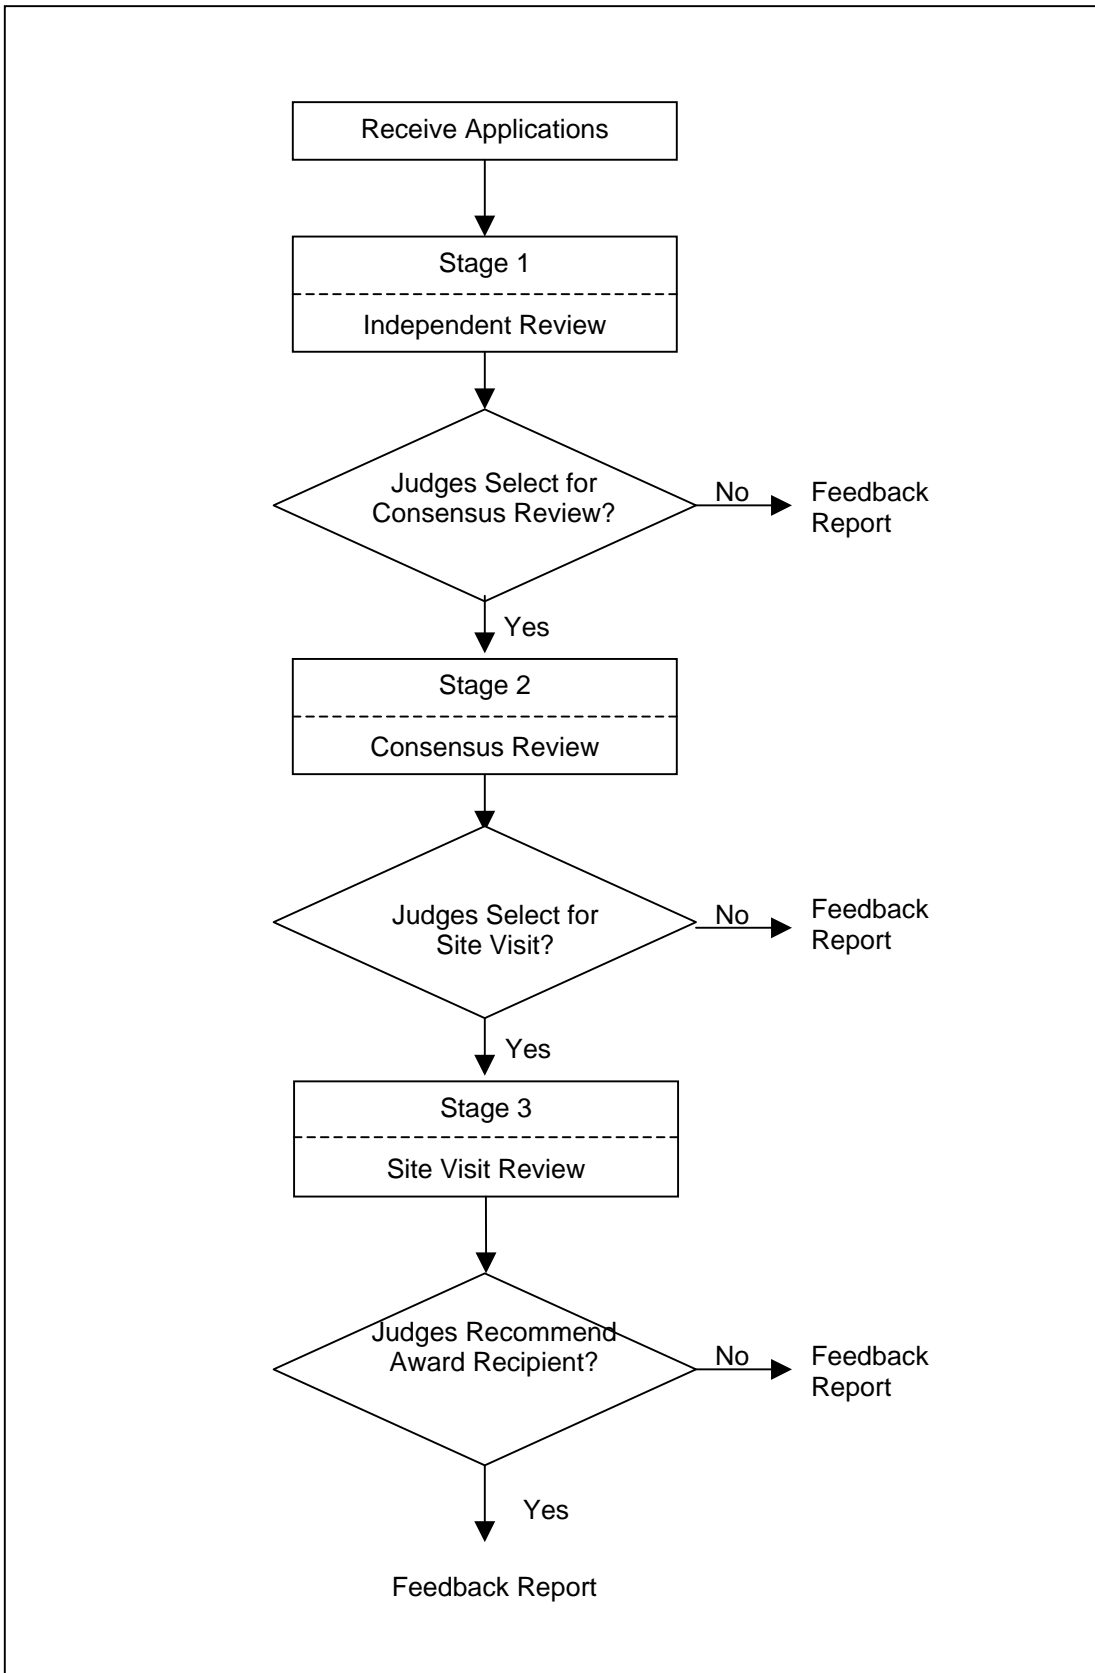 Receive Applications
Stage 1
Independent Review
Judges Select for
Consensus Review?
No
Feedback
Report
Yes
Stage 2
Consensus Review
Judges Select for
Site Visit?
No
Feedback
Report
Yes
Stage 3
Site Visit Review
Judges Recommend
Award Recipient?
No
Feedback
Report
Yes
Feedback Report